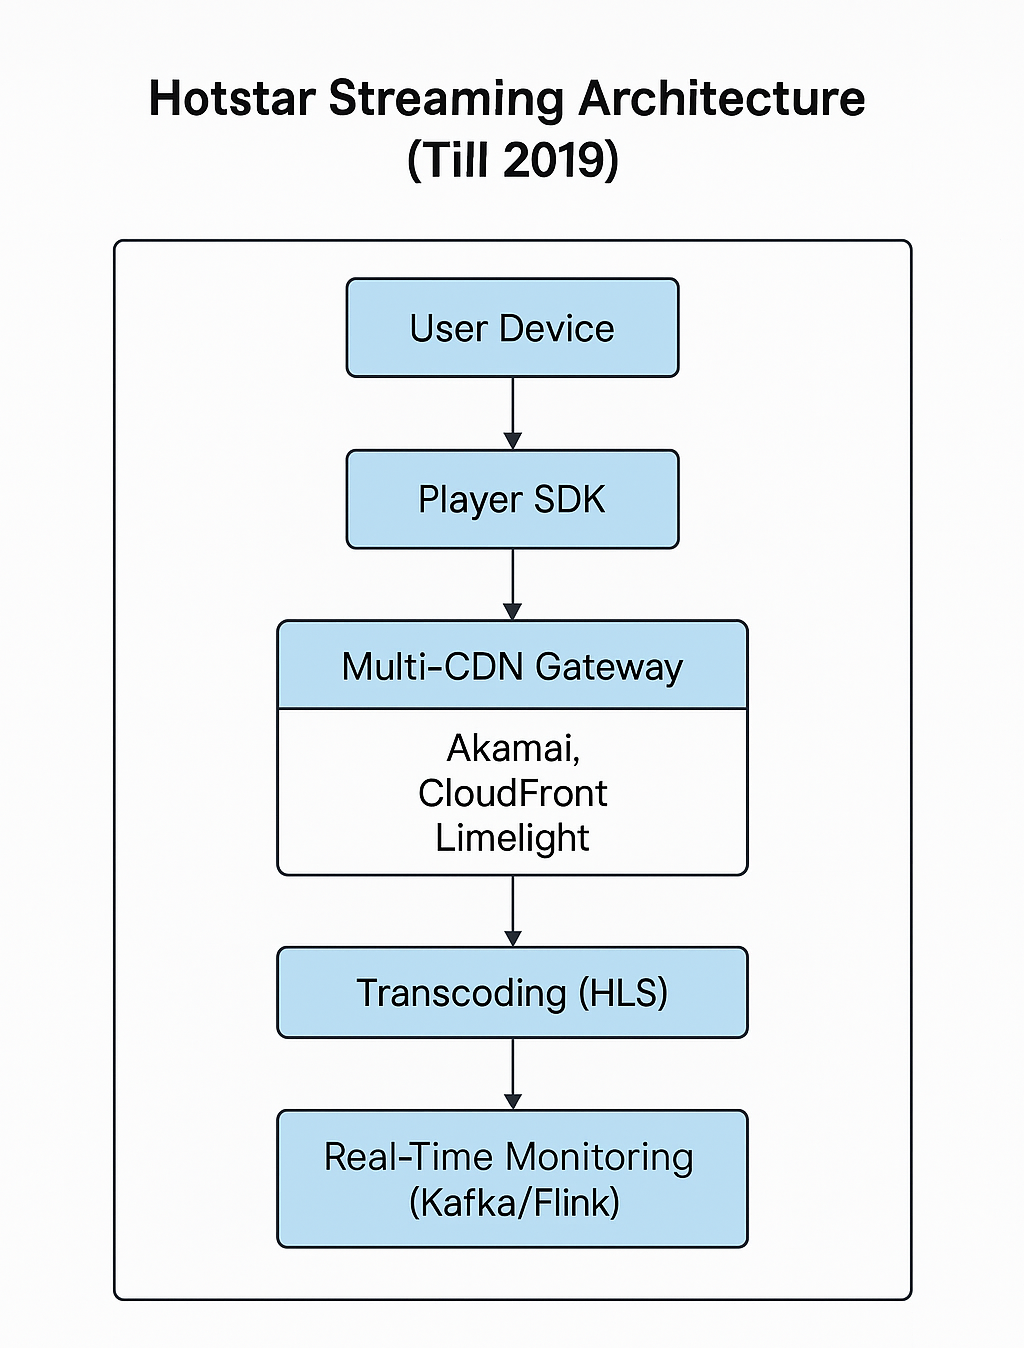 Hotstar Streaming Architecture
(Till 2019)
User Device
Player SDK
Multi-CDN Gateway
Akamai,
CloudFront
Limelight
Transcoding (HLS)
Real-Time Monitoring
(Kafka/Flink)